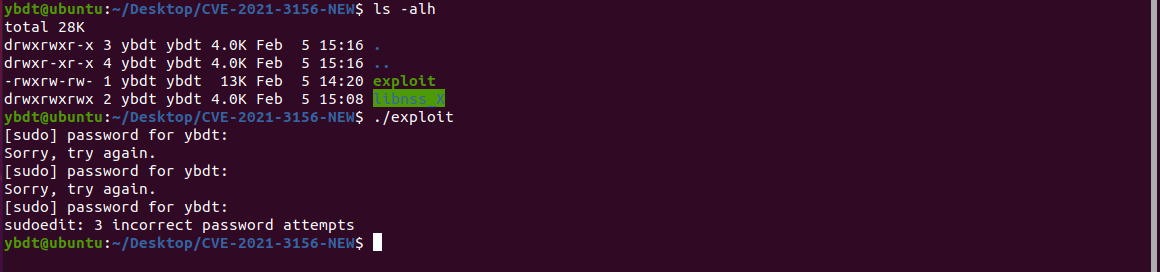 ybdt@ubuntu:~/Desktop/CVE-2021-3156-NEW$ ls -alh
total 28K
drwxrwxr-x 3 ybdt ybdt 4.0K Feb  5 15:16 .
drwxr-xr-x 4 ybdt ybdt 4.0K Feb  5 15:16 ..
-rwxrw-rw- 1 ybdt ybdt  13K Feb  5 14:20 exploit
drwxrwxrwx 2 ybdt ybdt 4.0K Feb  5 15:08 libnss_X
ybdt@ubuntu:~/Desktop/CVE-2021-3156-NEW$ ./exploit
[sudo] password for ybdt:
Sorry, try again.
[sudo] password for ybdt:
Sorry, try again.
[sudo] password for ybdt:
sudoedit: 3 incorrect password attempts
ybdt@ubuntu:~/Desktop/CVE-2021-3156-NEW$